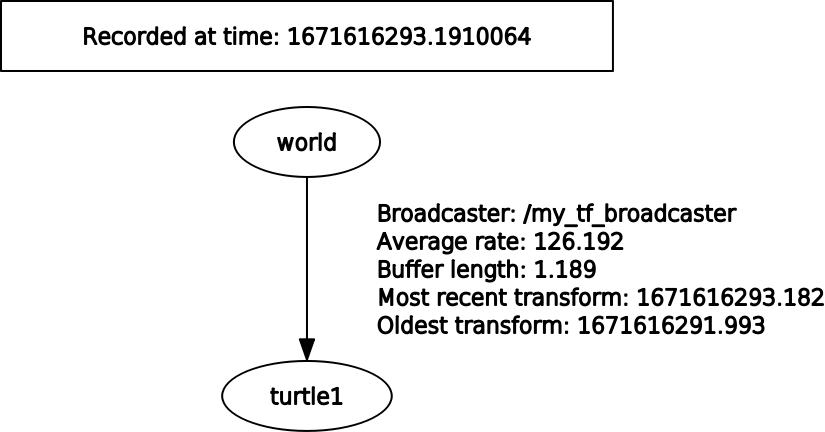 Recorded at time: 1671616293.1910064
world
Broadcaster: /my_tf_broadcaster
Average rate: 126.192
Buffer length: 1.189
Most recent transform: 1671616293.182
Oldest transform: 1671616291.993
turtle1